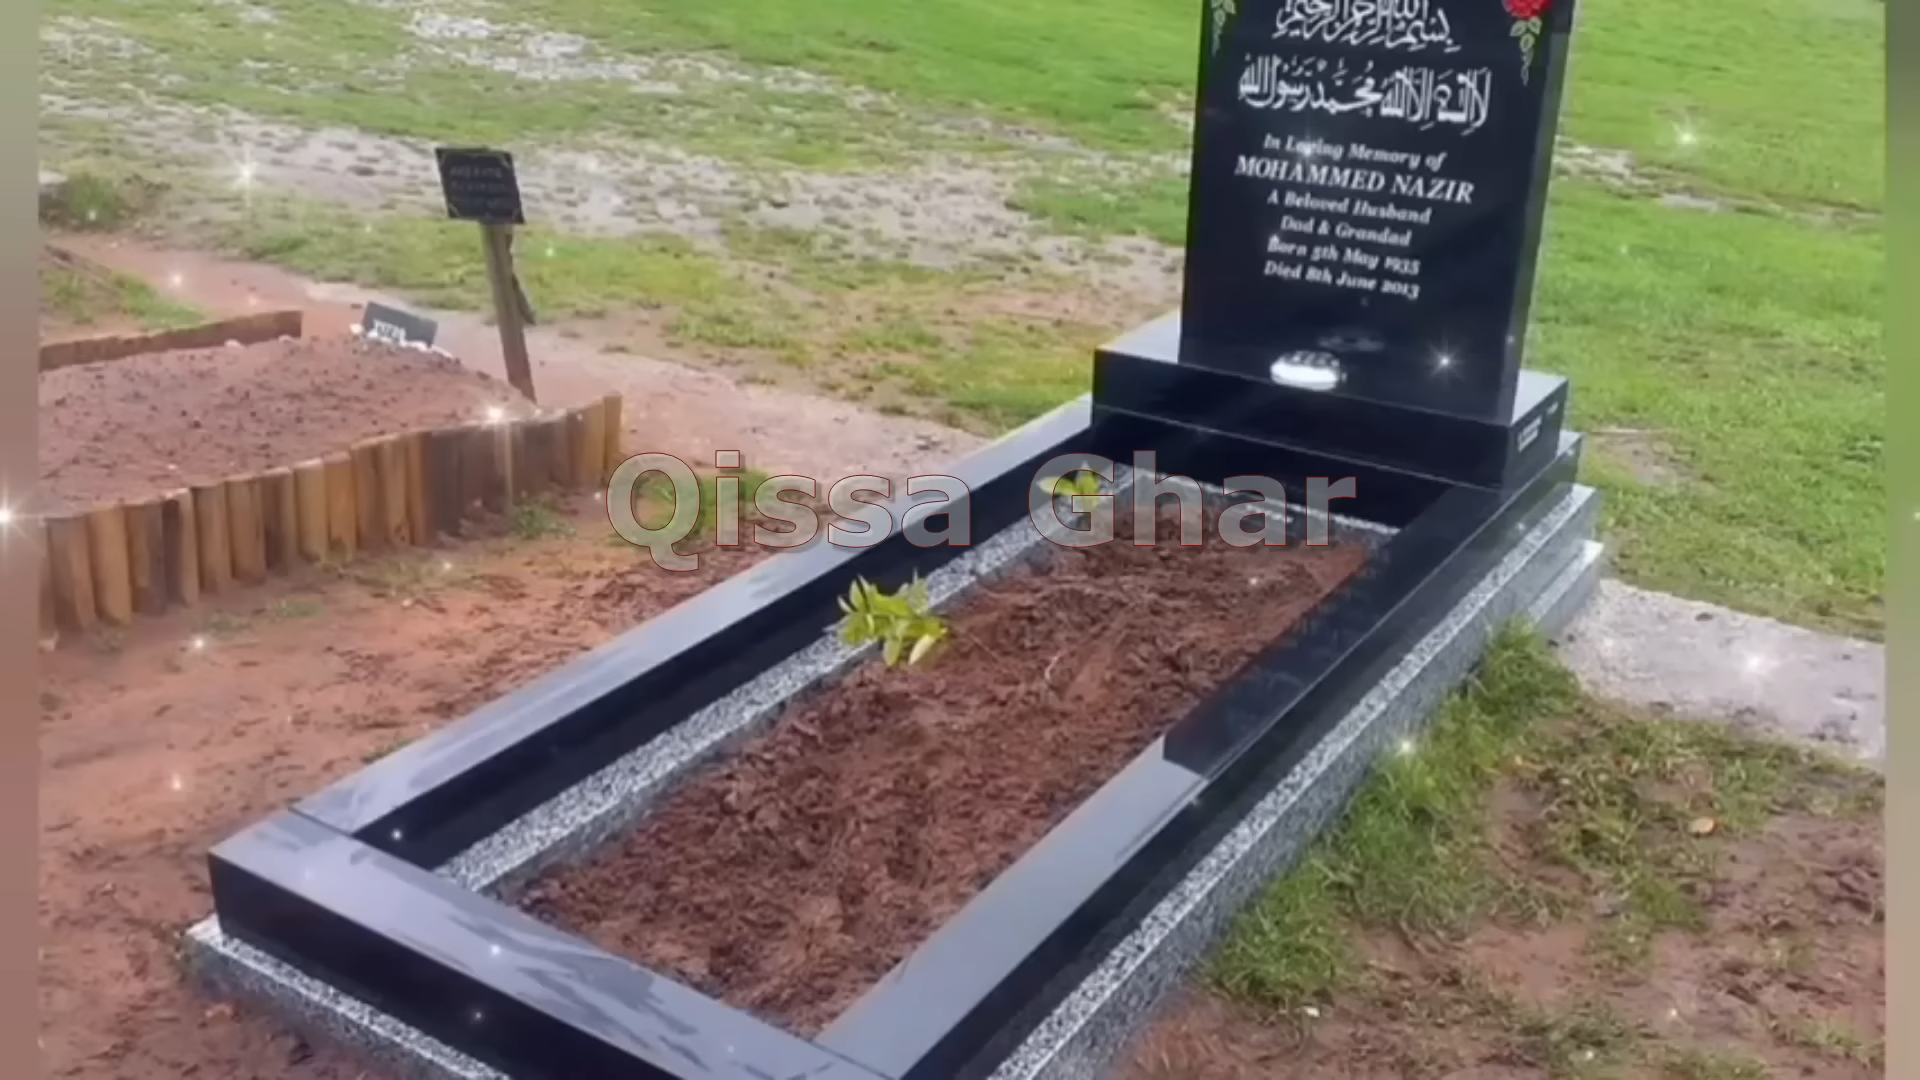 بسم الله الرحمن الرحيم
لا اله الا الله محمد رسول الله
In Loving Memory of
MOHAMMED NAZIR
A Beloved Husband
Dad & Grandad
Born 5th May 1935
Died 8th June 2013
Qissa Ghar